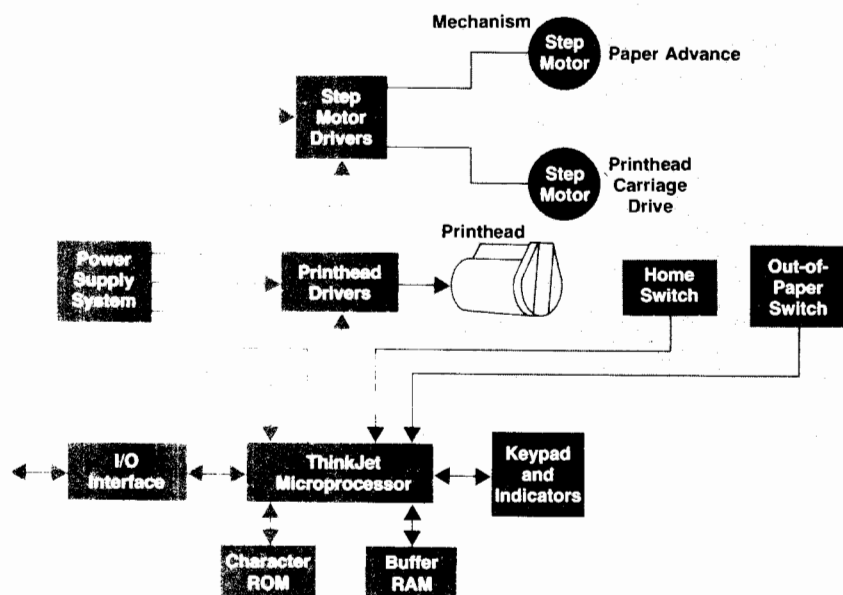 Mechanism
Step
Motor
Paper Advance
Step
Motor
Drivers
Step
Motor
Printhead
Carriage
Drive
Printhead
Power
Supply
System
Printhead
Drivers
Home
Switch
Out-of-
Paper
Switch
I/O
Interface
ThinkJet
Microprocessor
Keypad
and
Indicators
Character
ROM
Buffer
RAM